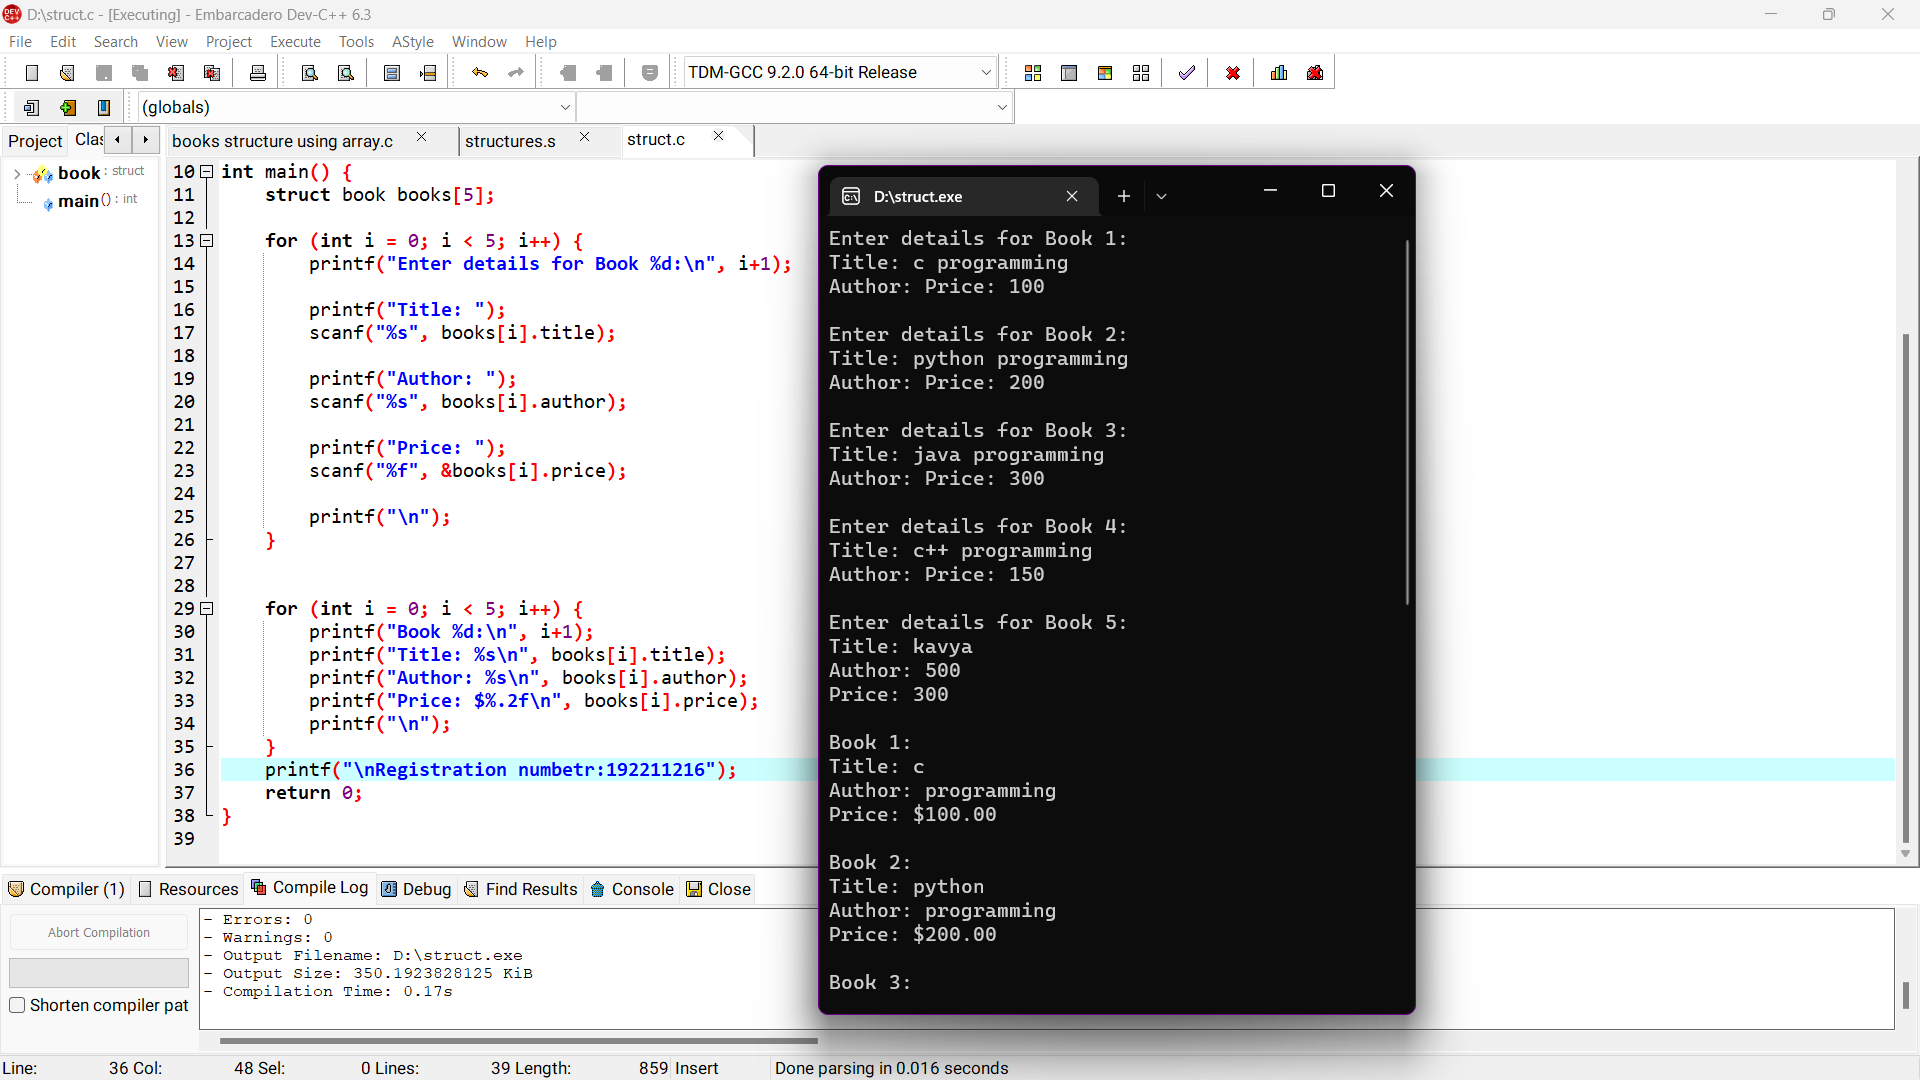 D:\struct.c - [Executing] - Embarcadero Dev-C++ 6.3
File Edit Search View Project Execute Tools AStyle Window Help
TDM-GCC 9.2.0 64-bit Release
(globals)
Project Clas
books structure using array.c structures.s struct.c
book : struct
main() : int
10 int main() {
11 struct book books[5];
12
13 for (int i = 0; i < 5; i++) {
14 printf("Enter details for Book %d:\n", i+1);
15
16 printf("Title: ");
17 scanf("%s", books[i].title);
18
19 printf("Author: ");
20 scanf("%s", books[i].author);
21
22 printf("Price: ");
23 scanf("%f", &books[i].price);
24
25 printf("\n");
26 }
27
28
29 for (int i = 0; i < 5; i++) {
30 printf("Book %d:\n", i+1);
31 printf("Title: %s\n", books[i].title);
32 printf("Author: %s\n", books[i].author);
33 printf("Price: $%.2f\n", books[i].price);
34 printf("\n");
35 }
36 printf("\nRegistration numbetr:192211216");
37 return 0;
38 }
39
D:\struct.exe
Enter details for Book 1:
Title: c programming
Author: Price: 100
Enter details for Book 2:
Title: python programming
Author: Price: 200
Enter details for Book 3:
Title: java programming
Author: Price: 300
Enter details for Book 4:
Title: c++ programming
Author: Price: 150
Enter details for Book 5:
Title: kavya
Author: 500
Price: 300
Book 1:
Title: c
Author: programming
Price: $100.00
Book 2:
Title: python
Author: programming
Price: $200.00
Book 3:
Compiler (1) Resources Compile Log Debug Find Results Console Close
Abort Compilation
Shorten compiler pat
- Errors: 0
- Warnings: 0
- Output Filename: D:\struct.exe
- Output Size: 350.1923828125 KiB
- Compilation Time: 0.17s
Line: 36 Col: 48 Sel: 0 Lines: 39 Length: 859 Insert Done parsing in 0.016 seconds